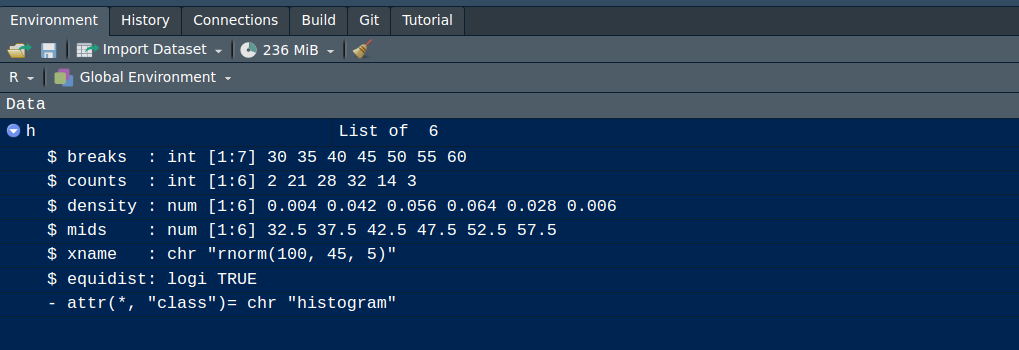 Environment History Connections Build Git Tutorial
Import Dataset 236 MiB
R Global Environment
Data
h List of  6
$ breaks  : int [1:7] 30 35 40 45 50 55 60
$ counts  : int [1:6] 2 21 28 32 14 3
$ density : num [1:6] 0.004 0.042 0.056 0.064 0.028 0.006
$ mids    : num [1:6] 32.5 37.5 42.5 47.5 52.5 57.5
$ xname   : chr "rnorm(100, 45, 5)"
$ equidist: logi TRUE
- attr(*, "class")= chr "histogram"